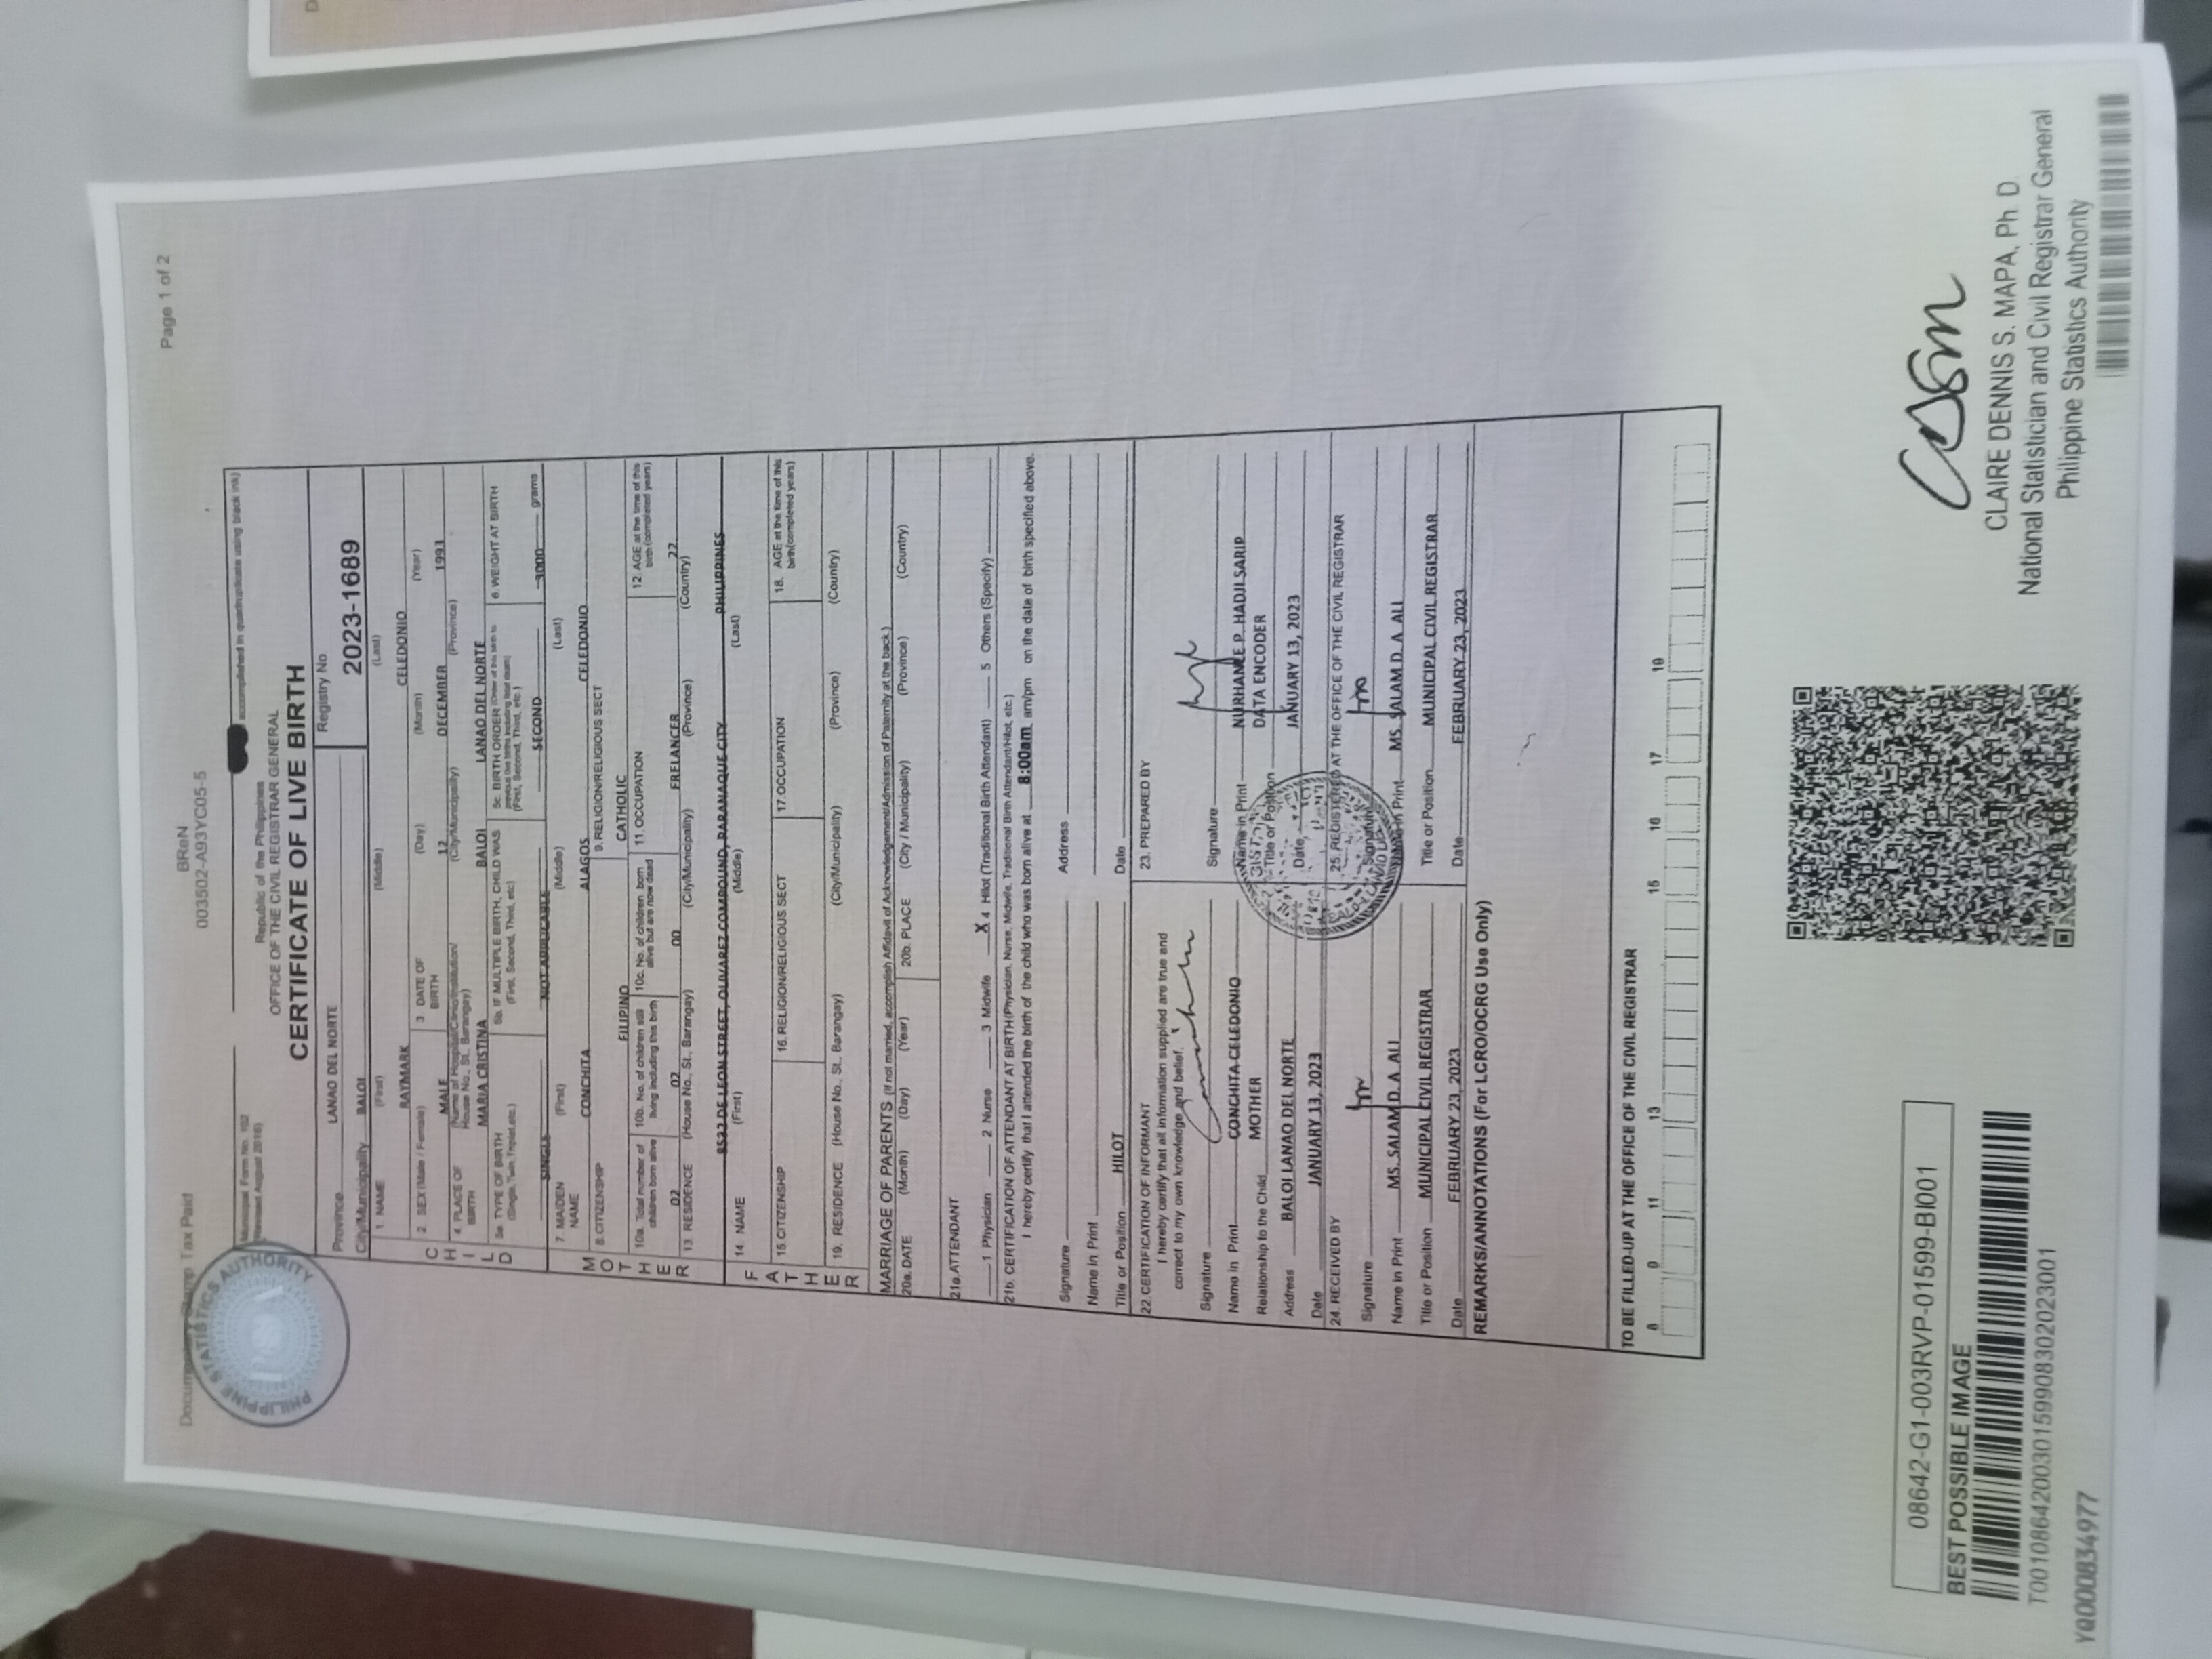 Page 1 of 2
Documentary Stamp Tax Paid
BReN
003502-A93YC05-5
PHILIPPINE STATISTICS AUTHORITY
PSA
Municipal Form No. 102
(Revised August 2016)
accomplished in quadruplicate using black ink)
Republic of the Philippines
OFFICE OF THE CIVIL REGISTRAR GENERAL
CERTIFICATE OF LIVE BIRTH
Province LANAO DEL NORTE
Registry No
City/Municipality BALOI
2023-1689
CHILD
1. NAME (First) (Middle) (Last)
RAYMARK CELEDONIO
2. SEX (Male / Female) 3. DATE OF BIRTH (Day) (Month) (Year)
MALE 12 DECEMBER 1993
4. PLACE OF BIRTH (Name of Hospital/Clinic/Institution/ House No., St., Barangay) (City/Municipality) (Province)
MARIA CRISTINA BALOI LANAO DEL NORTE
5a. TYPE OF BIRTH (Single, Twin, Triplet, etc.) 5b. IF MULTIPLE BIRTH, CHILD WAS (First, Second, Third, etc) 5c. BIRTH ORDER (Order of this birth to previous live births including fetal death) (First, Second, Third, etc.) 6. WEIGHT AT BIRTH
SINGLE NOT APPLICABLE SECOND 3000 grams
MOTHER
7. MAIDEN NAME (First) (Middle) (Last)
CONCHITA ALAGOS CELEDONIO
8. CITIZENSHIP 9. RELIGION/RELIGIOUS SECT
FILIPINO CATHOLIC
10a. Total number of children born alive 10b. No. of children still living including this birth 10c. No. of children born alive but are now dead 11. OCCUPATION 12. AGE at the time of this birth (completed years)
02 02 00 FRELANCER 22
13. RESIDENCE (House No., St., Barangay) (City/Municipality) (Province) (Country)
8532 DE LEON STREET, OLIVAREZ COMPOUND, PARANAQUE CITY PHILIPPINES
FATHER
14. NAME (First) (Middle) (Last)
15. CITIZENSHIP 16. RELIGION/RELIGIOUS SECT 17. OCCUPATION 18. AGE at the time of this birth (completed years)
19. RESIDENCE (House No., St., Barangay) (City/Municipality) (Province) (Country)
MARRIAGE OF PARENTS (If not married, accomplish Affidavit of Acknowledgement/Admission of Paternity at the back.)
20a. DATE (Month) (Day) (Year) 20b. PLACE (City / Municipality) (Province) (Country)
21a. ATTENDANT
1 Physician 2 Nurse 3 Midwife X 4 Hilot (Traditional Birth Attendant) 5 Others (Specify)
21b. CERTIFICATION OF ATTENDANT AT BIRTH (Physician, Nurse, Midwife, Traditional Birth Attendant/Hilot, etc.)
I hereby certify that I attended the birth of the child who was born alive at 8:00am am/pm on the date of birth specified above.
Signature Address
Name in Print
Title or Position HILOT Date
22. CERTIFICATION OF INFORMANT
I hereby certify that all information supplied are true and
correct to my own knowledge and belief.
Signature
Name in Print CONCHITA CELEDONIO
Relationship to the Child MOTHER
Address BALOI LANAO DEL NORTE
Date JANUARY 13, 2023
23. PREPARED BY
Signature
Name in Print NURHANIE P. HADJI SARIP
Title or Position DATA ENCODER
Date JANUARY 13, 2023
24. RECEIVED BY
Signature
Name in Print MS. SALAM D. A ALI
Title or Position MUNICIPAL CIVIL REGISTRAR
Date FEBRUARY 23, 2023
25. REGISTERED AT THE OFFICE OF THE CIVIL REGISTRAR
Signature
Name in Print MS. SALAM D. A ALI
Title or Position MUNICIPAL CIVIL REGISTRAR
Date FEBRUARY 23, 2023
REMARKS/ANNOTATIONS (For LCRO/OCRG Use Only)
TO BE FILLED-UP AT THE OFFICE OF THE CIVIL REGISTRAR
8 9 11 13 15 16 17 19
08642-G1-003RVP-01599-BI001
BEST POSSIBLE IMAGE
T001086420030159908302023001
YQ000834977
CLAIRE DENNIS S. MAPA, Ph. D
National Statistician and Civil Registrar General
Philippine Statistics Authority